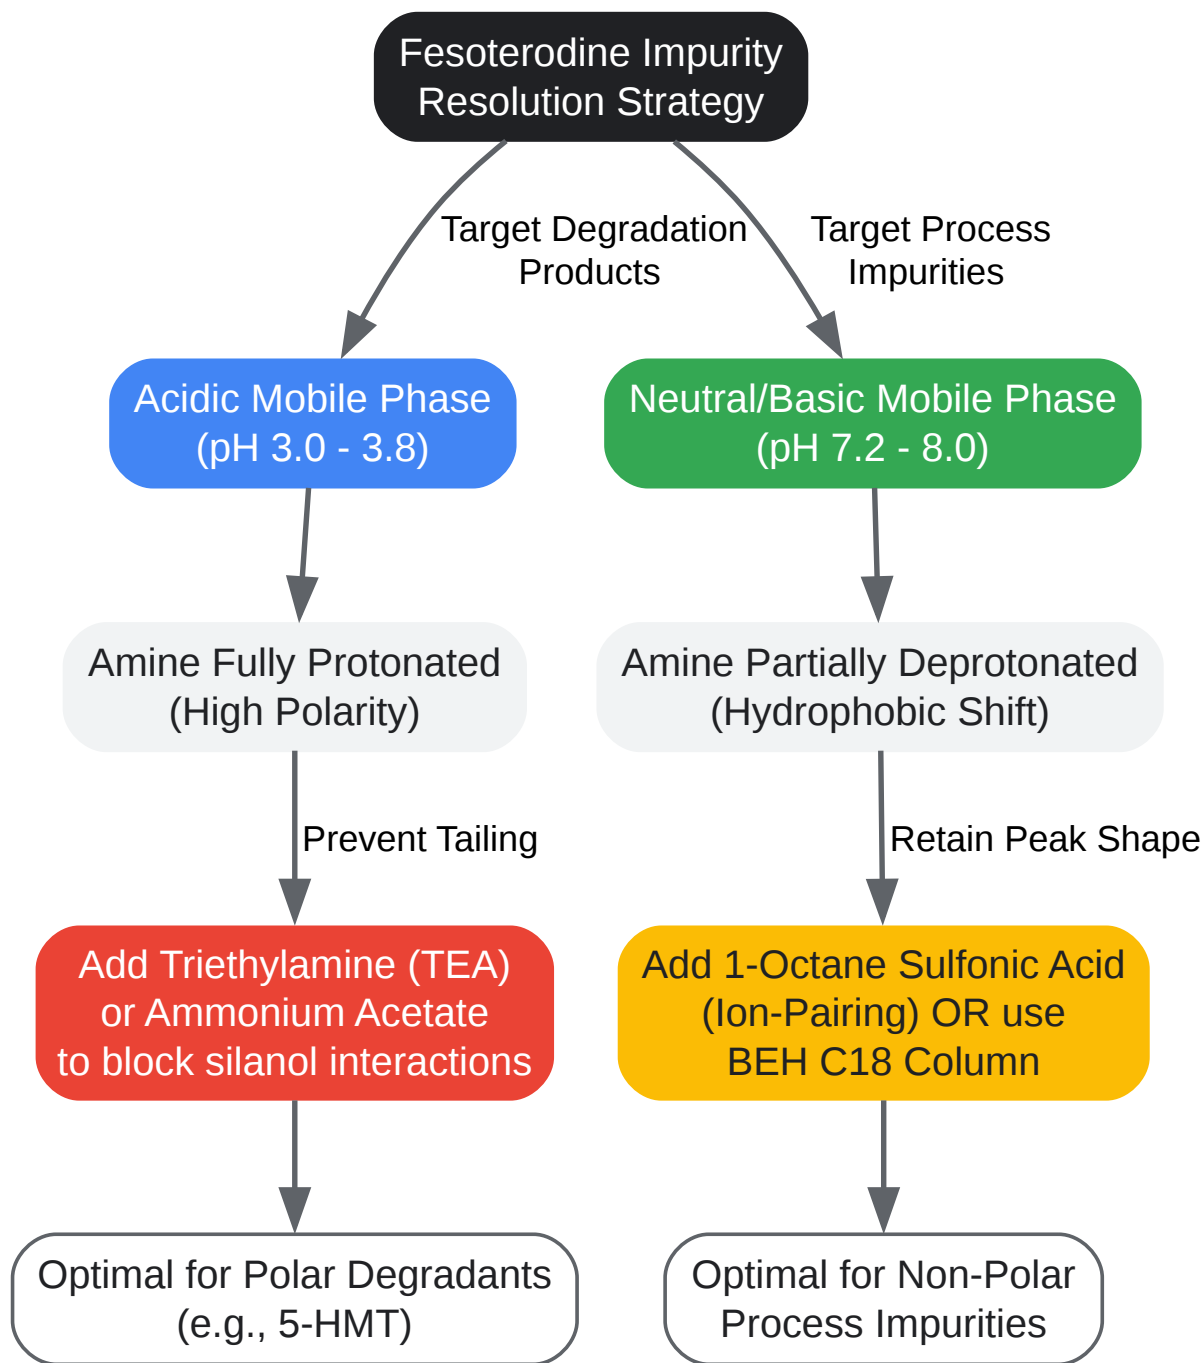 Fesoterodine Impurity
Resolution Strategy
Target Degradation
Products
Target Process
Impurities
Acidic Mobile Phase
(pH 3.0 - 3.8)
Neutral/Basic Mobile Phase
(pH 7.2 - 8.0)
Amine Fully Protonated
(High Polarity)
Amine Partially Deprotonated
(Hydrophobic Shift)
Prevent Tailing
Retain Peak Shape
Add Triethylamine (TEA)
or Ammonium Acetate
to block silanol interactions
Add 1-Octane Sulfonic Acid
(Ion-Pairing) OR use
BEH C18 Column
Optimal for Polar Degradants
(e.g., 5-HMT)
Optimal for Non-Polar
Process Impurities